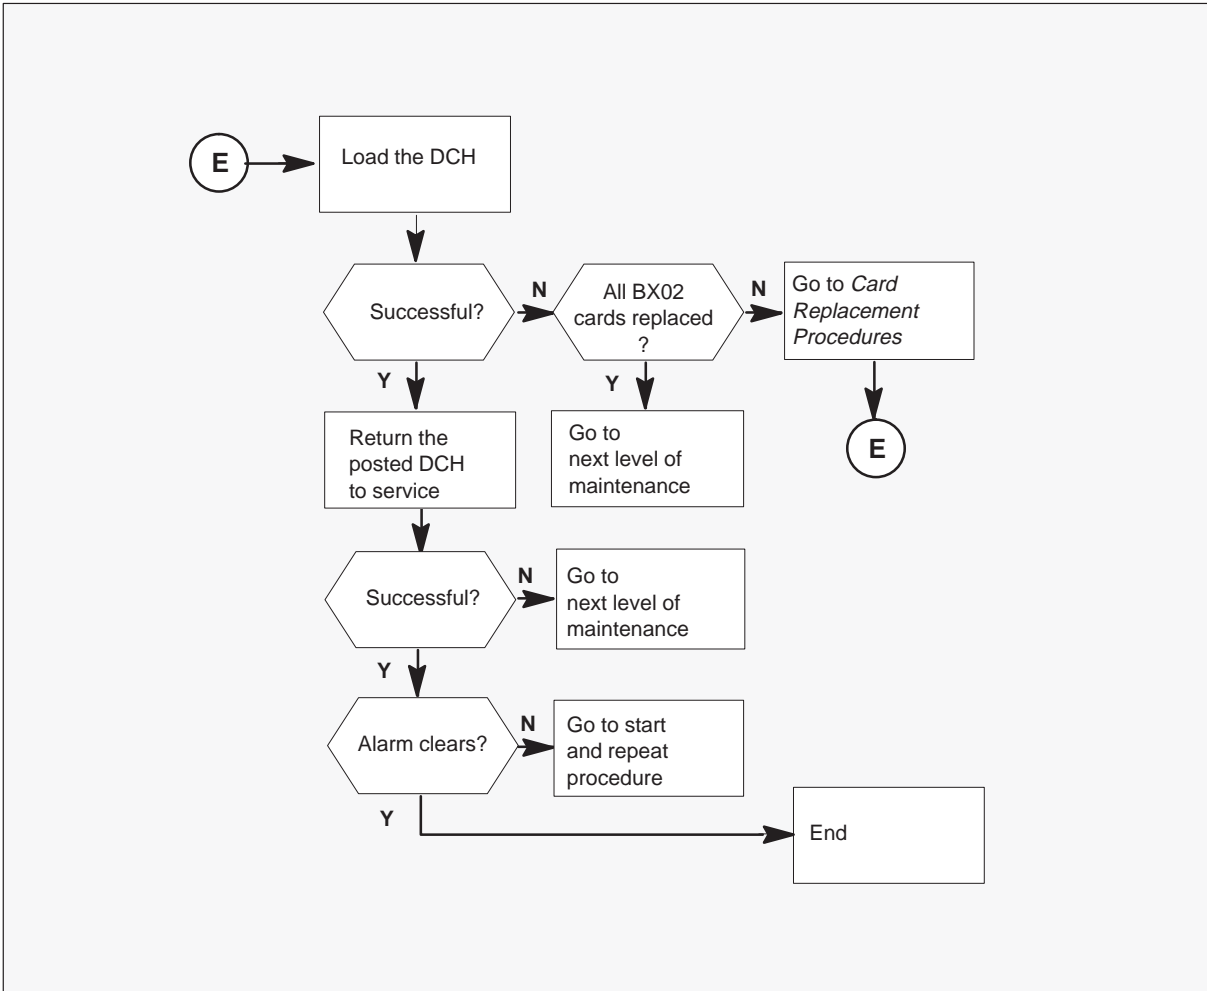 E
Load the DCH
Successful?
N
All BX02
cards replaced
?
N
Go to Card
Replacement
Procedures
Y
Y
E
Return the
posted DCH
to service
Go to
next level of
maintenance
Successful?
N
Go to
next level of
maintenance
Y
Alarm clears?
N
Go to start
and repeat
procedure
Y
End